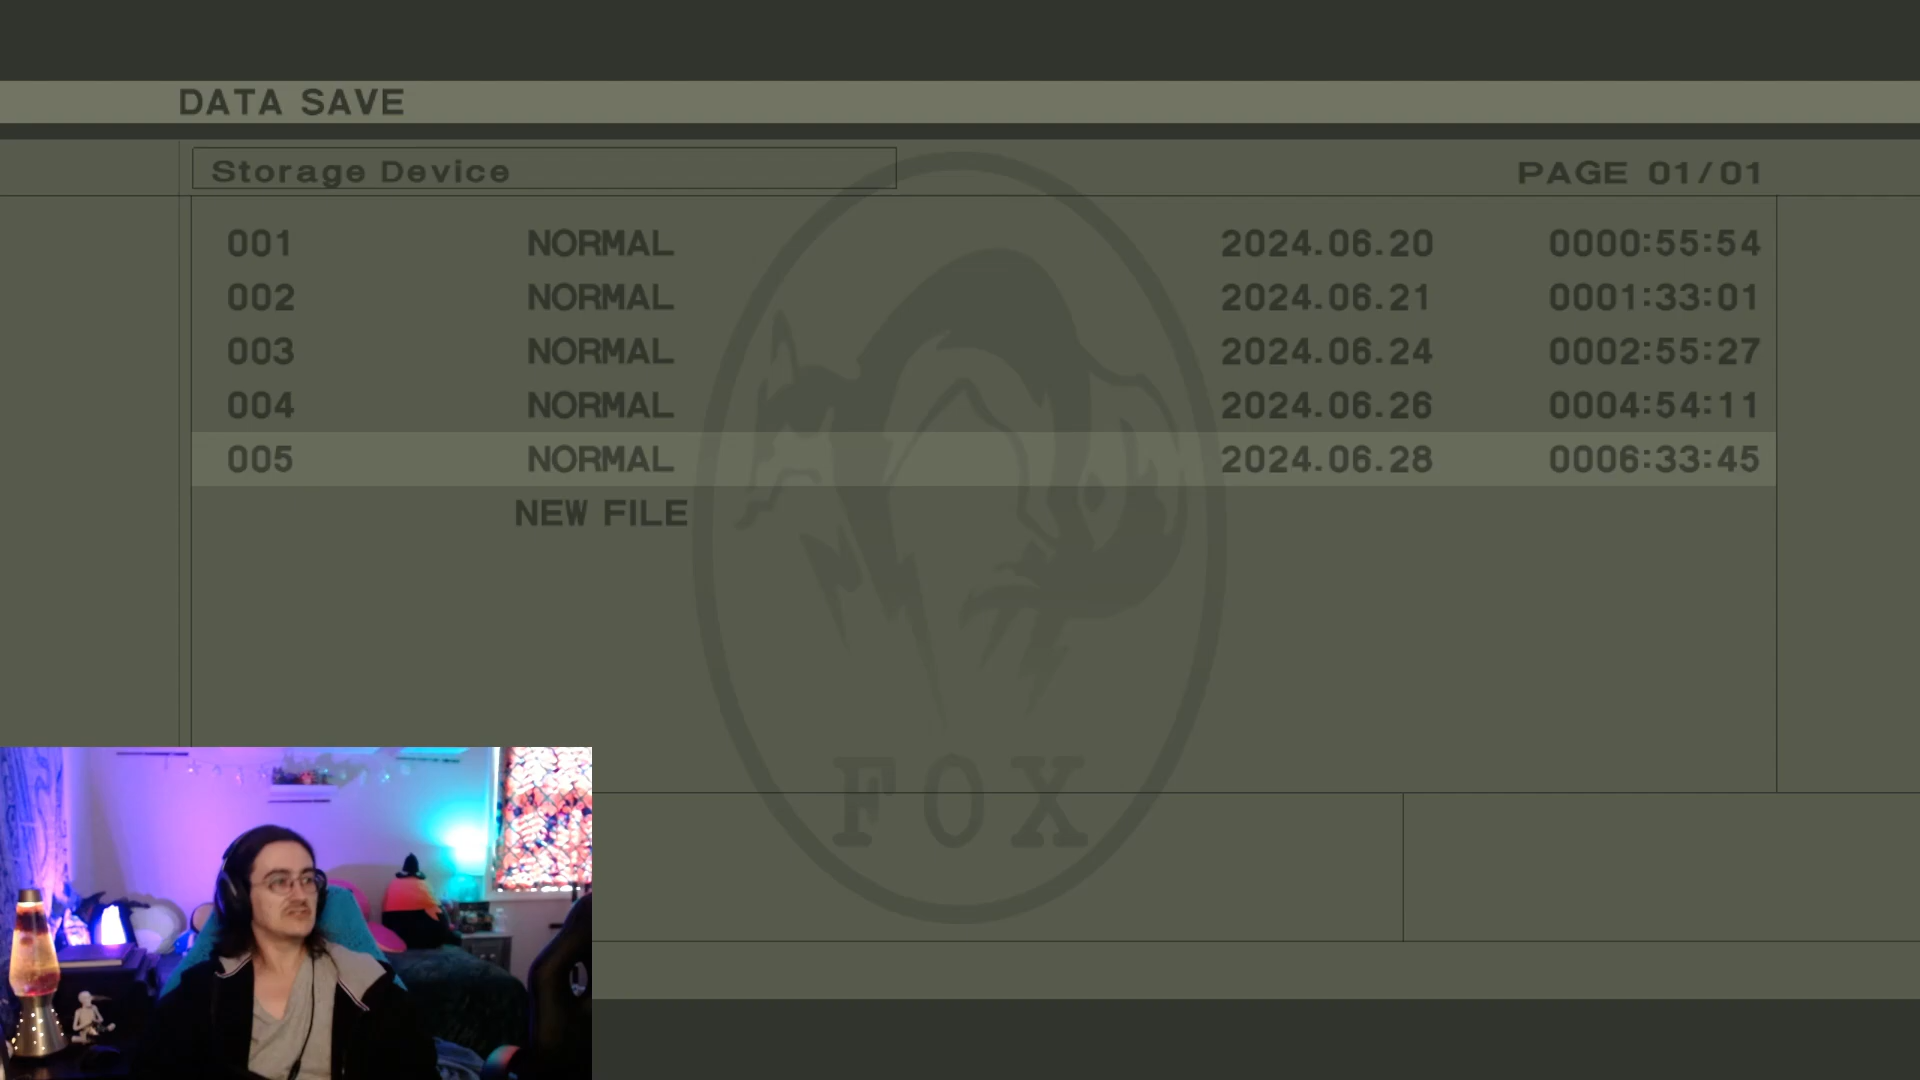 DATA SAVE
Storage Device PAGE 01/01
001 NORMAL 2024.06.20 0000:55:54
002 NORMAL 2024.06.21 0001:33:01
003 NORMAL 2024.06.24 0002:55:27
004 NORMAL 2024.06.26 0004:54:11
005 NORMAL 2024.06.28 0006:33:45
NEW FILE
FOX